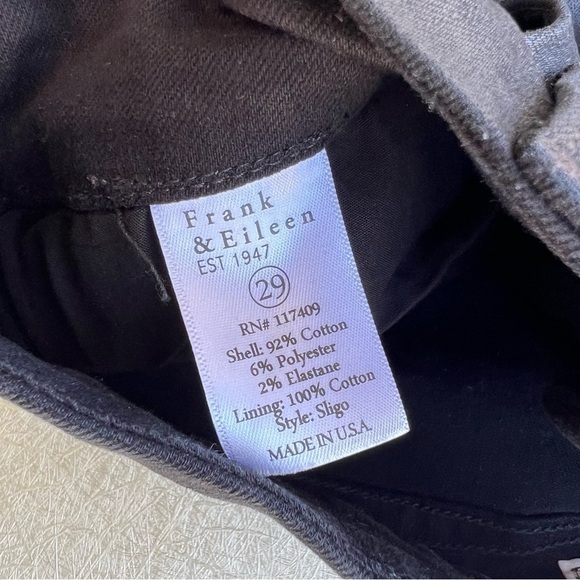 Frank
& Eileen
EST 1947
29
RN# 117409
Shell: 92% Cotton
6% Polyester
2% Elastane
Lining: 100% Cotton
Style: Sligo
MADE IN U.S.A.